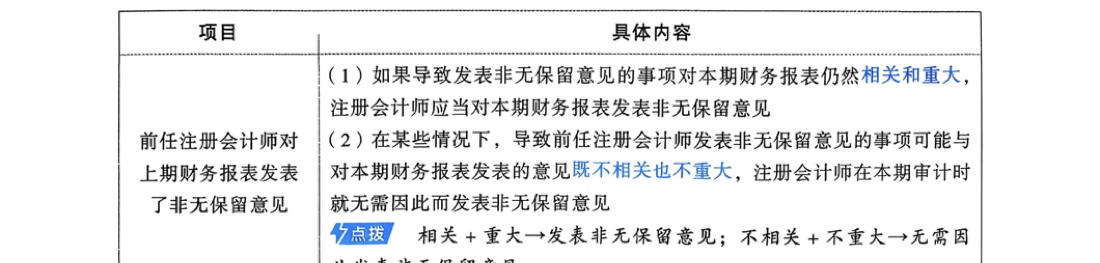 项目
具体内容
前任注册会计师对
上期财务报表发表
了非无保留意见
（1）如果导致发表非无保留意见的事项对本期财务报表仍然相关和重大，
注册会计师应当对本期财务报表发表非无保留意见
（2）在某些情况下，导致前任注册会计师发表非无保留意见的事项可能与
对本期财务报表发表的意见既不相关也不重大，注册会计师在本期审计时
就无需因此而发表非无保留意见
点拨 相关+重大→发表非无保留意见；不相关+不重大→无需因